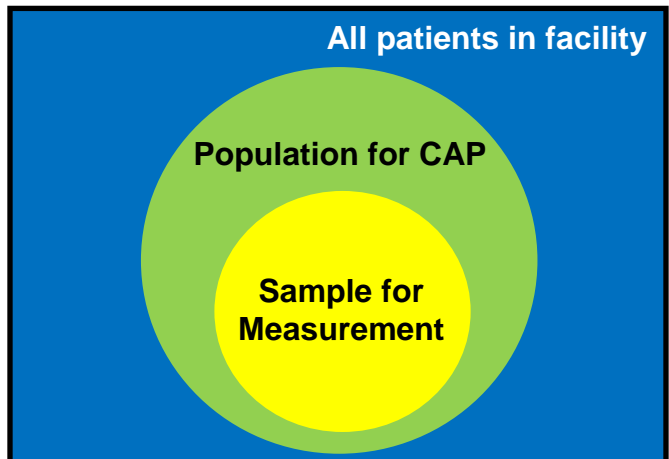 All patients in facility
Population for CAP
Sample for
Measurement